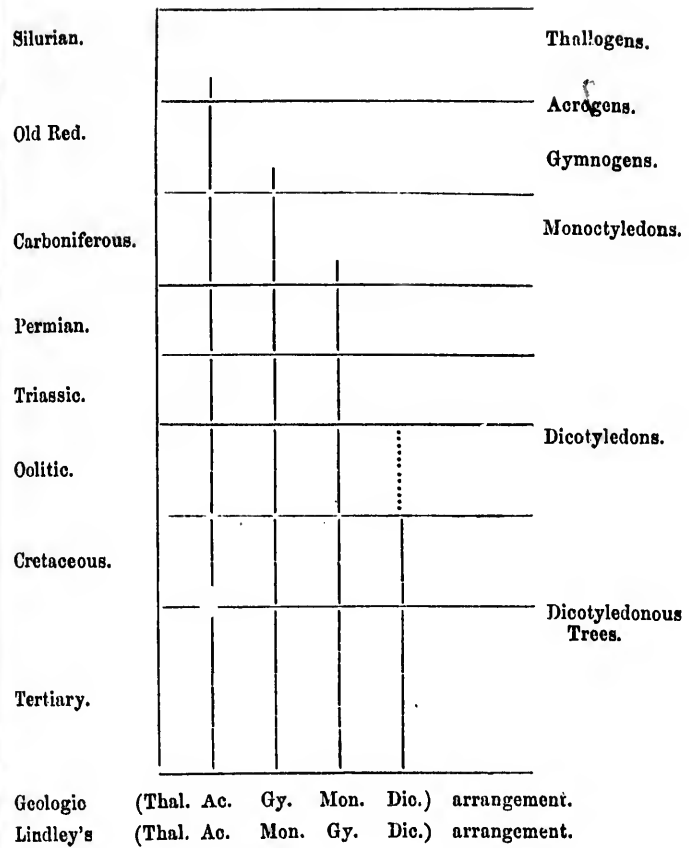 Silurian.
Thallogens.
Acrogens.
Old Red.
Gymnogens.
Carboniferous.
Monoctyledons.
Permian.
Triassic.
Dicotyledons.
Oolitic.
Cretaceous.
Dicotyledonous
Trees.
Tertiary.
Geologic (Thal. Ac. Gy. Mon. Dic.) arrangement.
Lindley's (Thal. Ac. Mon. Gy. Dic.) arrangement.